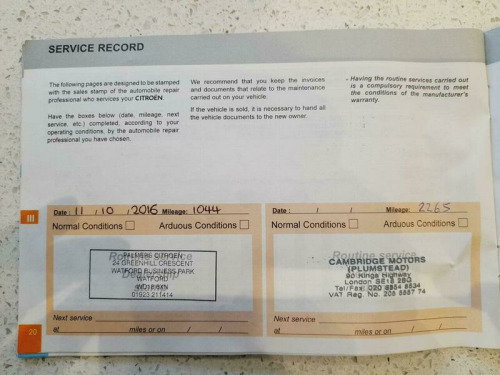 SERVICE RECORD
The following pages are designed to be stamped
with the sales stamp of the automobile repair
professional who services your CITROËN.
Have the boxes below (date, mileage, next
service, etc.) completed, according to your
operating conditions, by the automobile repair
professional you have chosen.
We recommend that you keep the invoices
and documents that relate to the maintenance
carried out on your vehicle.
If the vehicle is sold, it is necessary to hand all
the vehicle documents to the new owner.
- Having the routine services carried out
is a compulsory requirement to meet
the conditions of the manufacturer's
warranty.
III
Date : 11 / 10 / 2016 Mileage: 1044
Normal Conditions Arduous Conditions
Routine service
PALMERS CITROEN
24 GREENHILL CRESCENT
WATFORD BUSINESS PARK
WATFORD
01923 211414
Next service
at miles or on / /
Date : / / Mileage: 2265
Normal Conditions Arduous Conditions
Routine service
CAMBRIDGE MOTORS
(PLUMSTEAD)
Kings Highway
London SE18 2BG
Tel/Fax: 020 8854 8534
VAT Reg. No. 205 5557 74
Next service
at miles or on / /
20